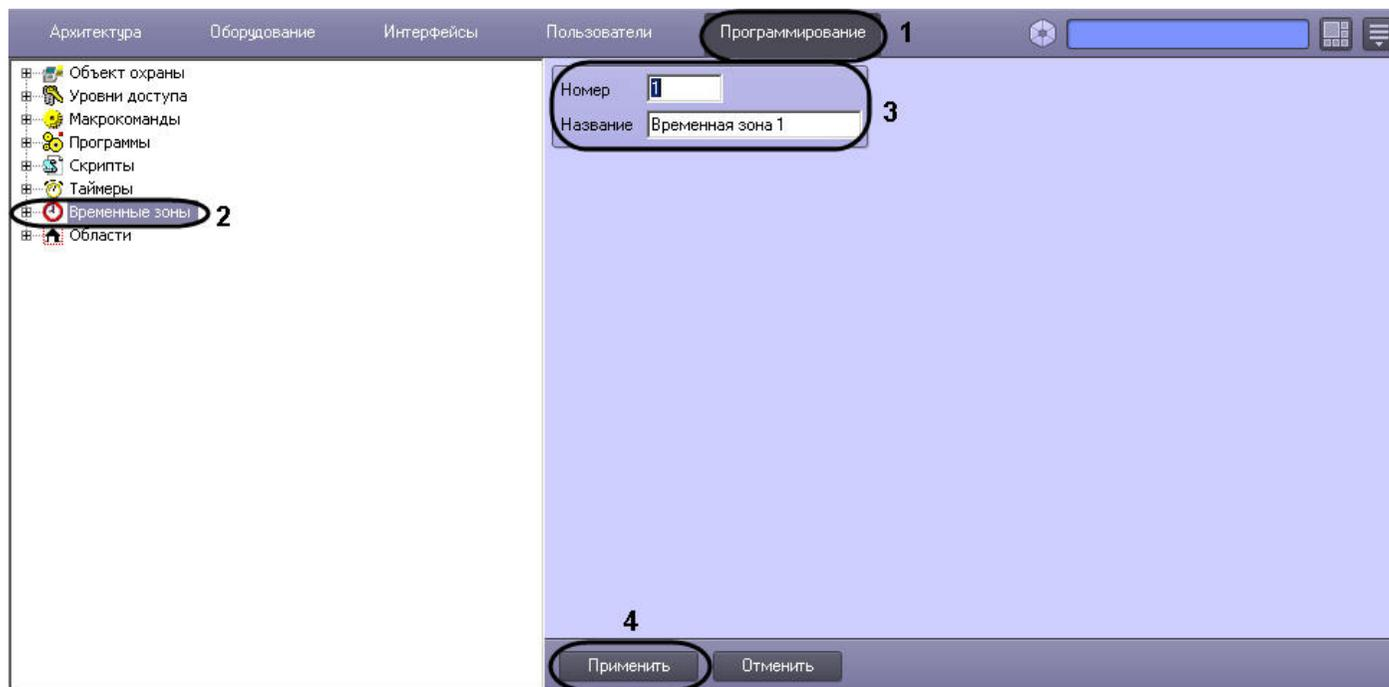 Архитектура Оборудование Интерфейсы Пользователи Программирование 1
Объект охраны
Уровни доступа
Макрокоманды
Программы
Скрипты
Таймеры
Временные зоны 2
Области
Номер 1
Название Временная зона 1
3
4
Применить Отменить